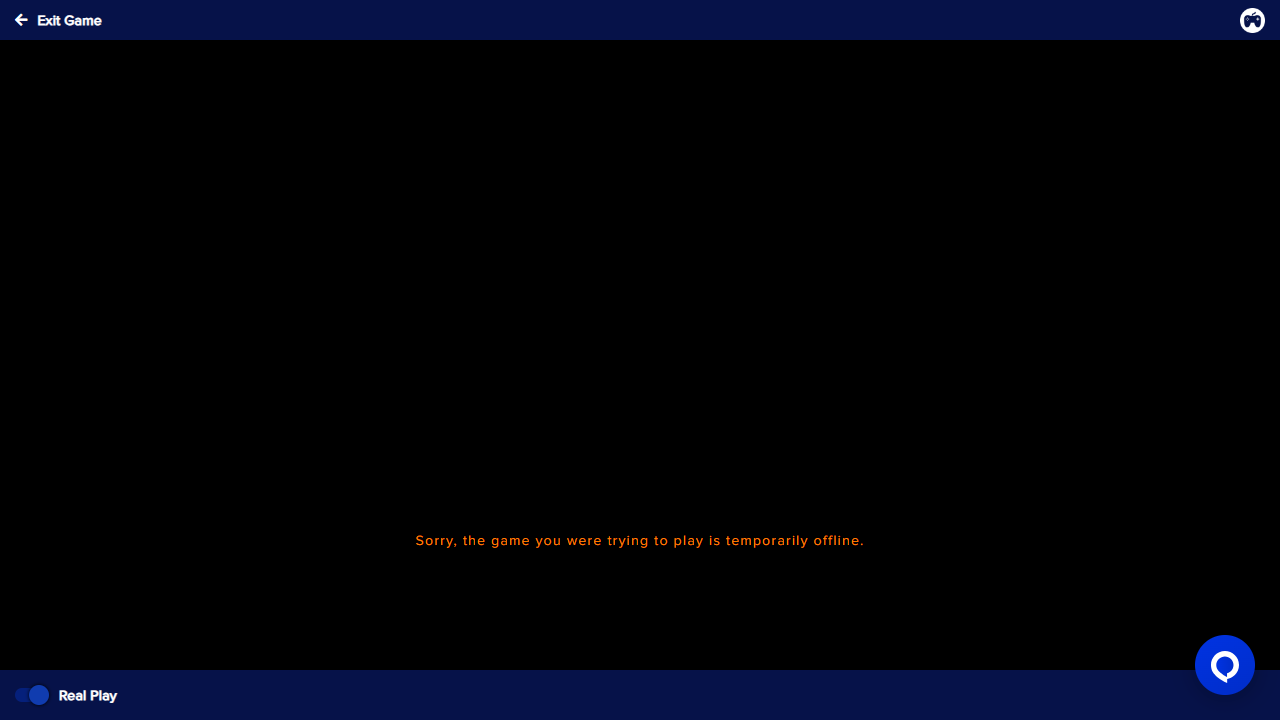 Exit Game
Sorry, the game you were trying to play is temporarily offline.
Real Play